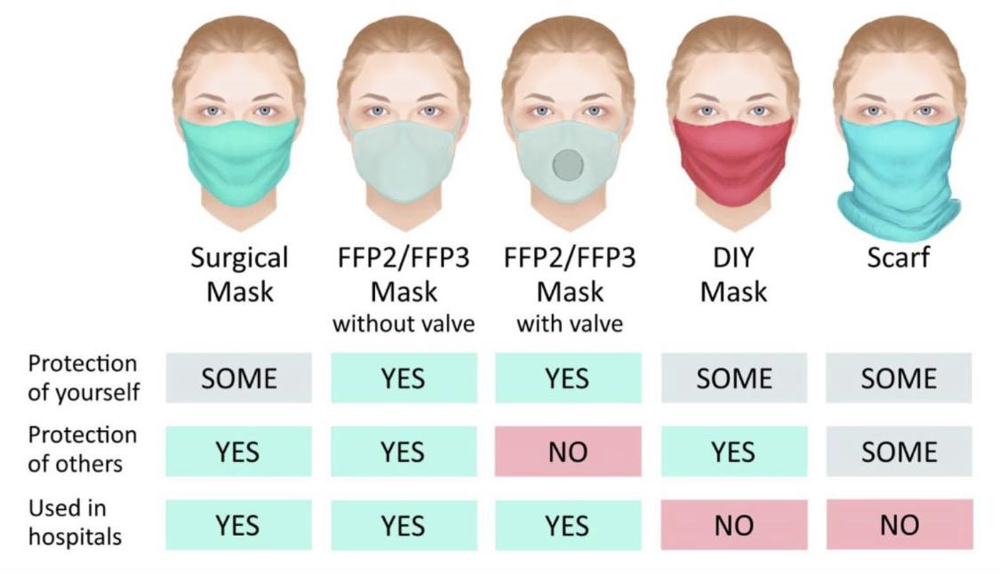 Surgical Mask
FFP2/FFP3 Mask without valve
FFP2/FFP3 Mask with valve
DIY Mask
Scarf
Protection of yourself
SOME
YES
YES
SOME
SOME
Protection of others
YES
YES
NO
YES
SOME
Used in hospitals
YES
YES
YES
NO
NO